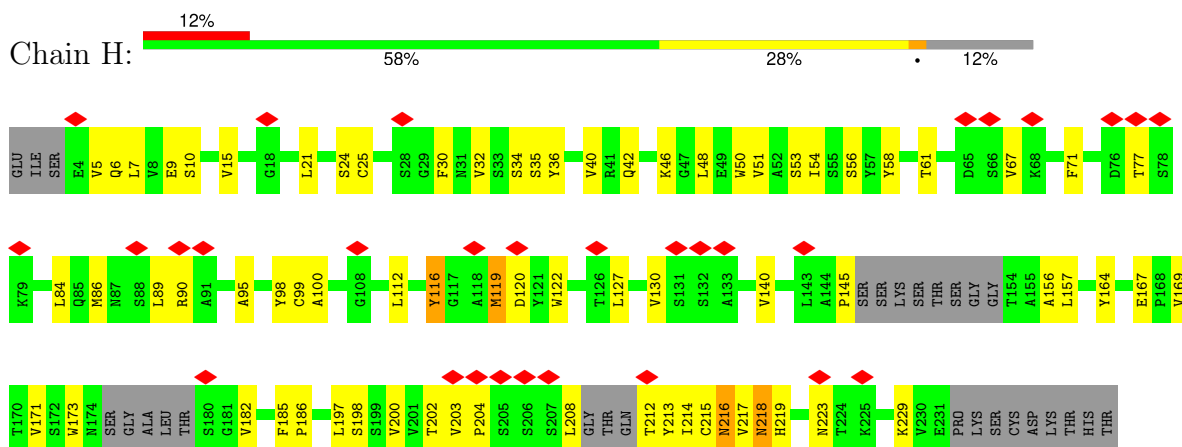 12%
Chain H:
58% 28% • 12%
GLU ILE SER E4 V5 Q6 L7 V8 E9 S10 V15 G18 L21 S24 C25 S28 G29 F30 N31 V32 S33 S34 S35 Y36 V40 R41 Q42 K46 G47 L48 E49 W50 V51 A52 S53 I54 S55 S56 Y57 Y58 T61 D65 S66 V67 K68 F71 D76 T77 S78
K79 L84 Q85 M86 N87 S88 L89 R90 A91 A95 Y98 C99 A100 G108 L112 Y116 G117 A118 M119 D120 Y121 W122 T126 L127 V130 S131 S132 A133 V140 L143 A144 P145 SER SER LYS SER THR SER GLY GLY T154 A155 A156 L157 Y164 E167 P168 V169
T170 V171 S172 W173 N174 SER GLY ALA LEU THR S180 G181 V182 F185 P186 L197 S198 S199 V200 V201 T202 V203 P204 S205 S206 S207 L208 GLY THR GLN T212 Y213 I214 C215 N216 V217 N218 H219 N223 T224 K225 K229 V230 E231 PRO LYS SER CYS ASP LYS THR HIS THR